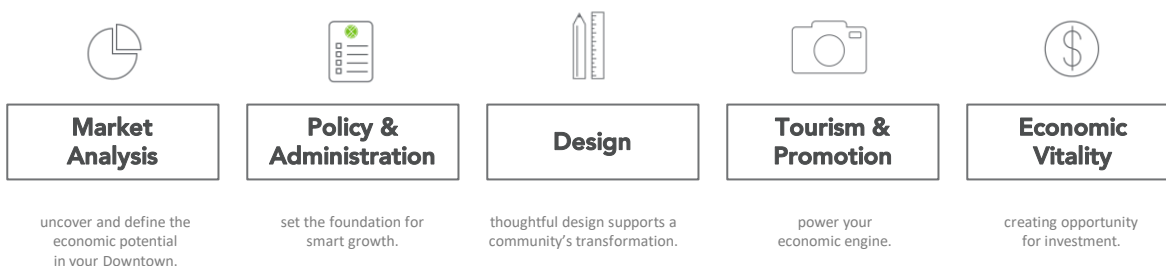 Market
Analysis
Policy &
Administration
Design
Tourism &
Promotion
Economic
Vitality
uncover and define the
economic potential
in your Downtown.
set the foundation for
smart growth.
thoughtful design supports a
community's transformation.
power your
economic engine.
creating opportunity
for investment.